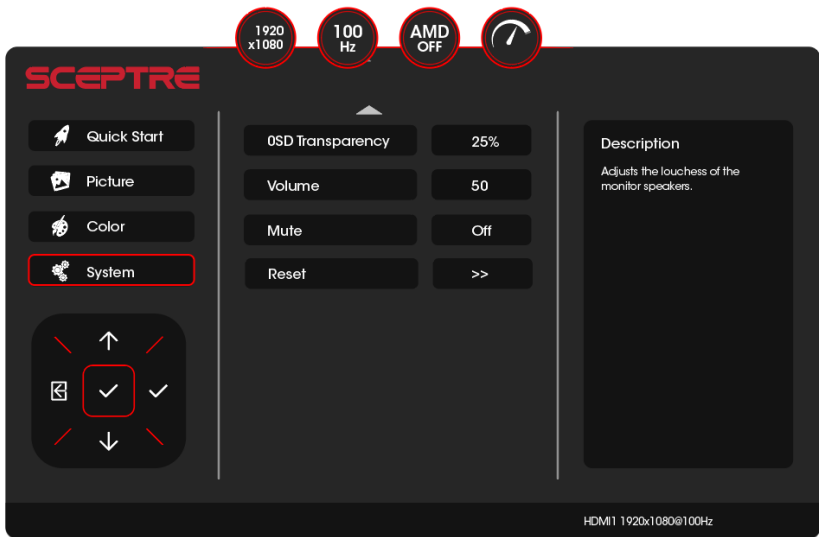 1920
x1080
100
Hz
AMD
OFF
SCEPTRE
Quick Start
Picture
Color
System
0SD Transparency 25%
Volume 50
Mute Off
Reset >>
Description
Adjusts the louchess of the
monitor speakers.
HDMI1 1920x1080@100Hz